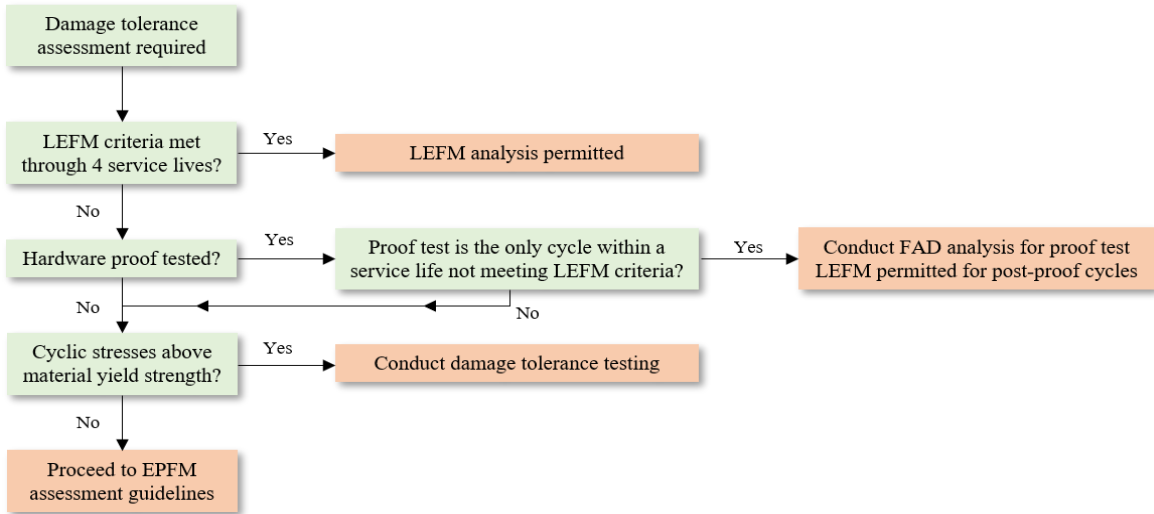 Damage tolerance
assessment required
LEFM criteria met
through 4 service lives?
Yes
LEFM analysis permitted
No
Hardware proof tested?
Yes
Proof test is the only cycle within a
service life not meeting LEFM criteria?
Yes
Conduct FAD analysis for proof test
LEFM permitted for post-proof cycles
No
No
Cyclic stresses above
material yield strength?
Yes
Conduct damage tolerance testing
No
Proceed to EPFM
assessment guidelines